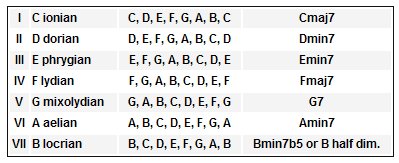 I C ionian C, D, E, F, G, A, B, C Cmaj7
II D dorian D, E, F, G, A, B, C, D Dmin7
III E phrygian E, F, G, A, B, C, D, E Emin7
IV F lydian F, G, A, B, C, D, E, F Fmaj7
V G mixolydian G, A, B, C, D, E, F, G G7
VI A aelian A, B, C, D, E, F, G, A Amin7
VII B locrian B, C, D, E, F, G, A, B Bmin7b5 or B half dim.